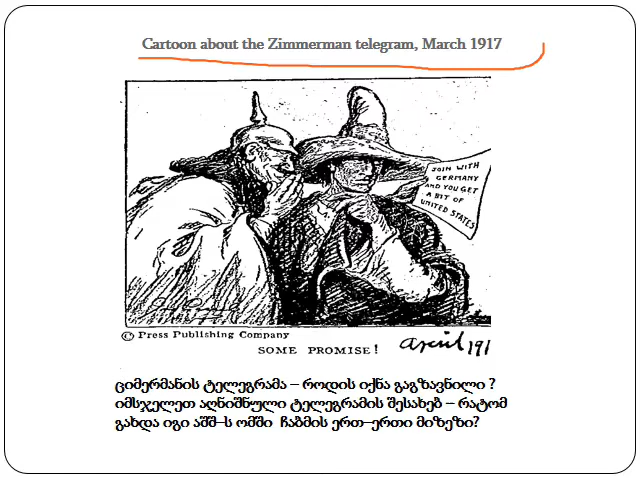 Cartoon about the Zimmerman telegram, March 1917
JOIN WITH
GERMANY
AND YOU GET
A BIT OF
UNITED STATES
© Press Publishing Company
SOME PROMISE!
April 191
ციმერმანის ტელეგრამა – როდის იქნა გაგზავნილი ?
იმსჯელეთ აღნიშნული ტელეგრამის შესახებ – რატომ
გახდა იგი აშშ–ს ომში ჩაბმის ერთ–ერთი მიზეზი?